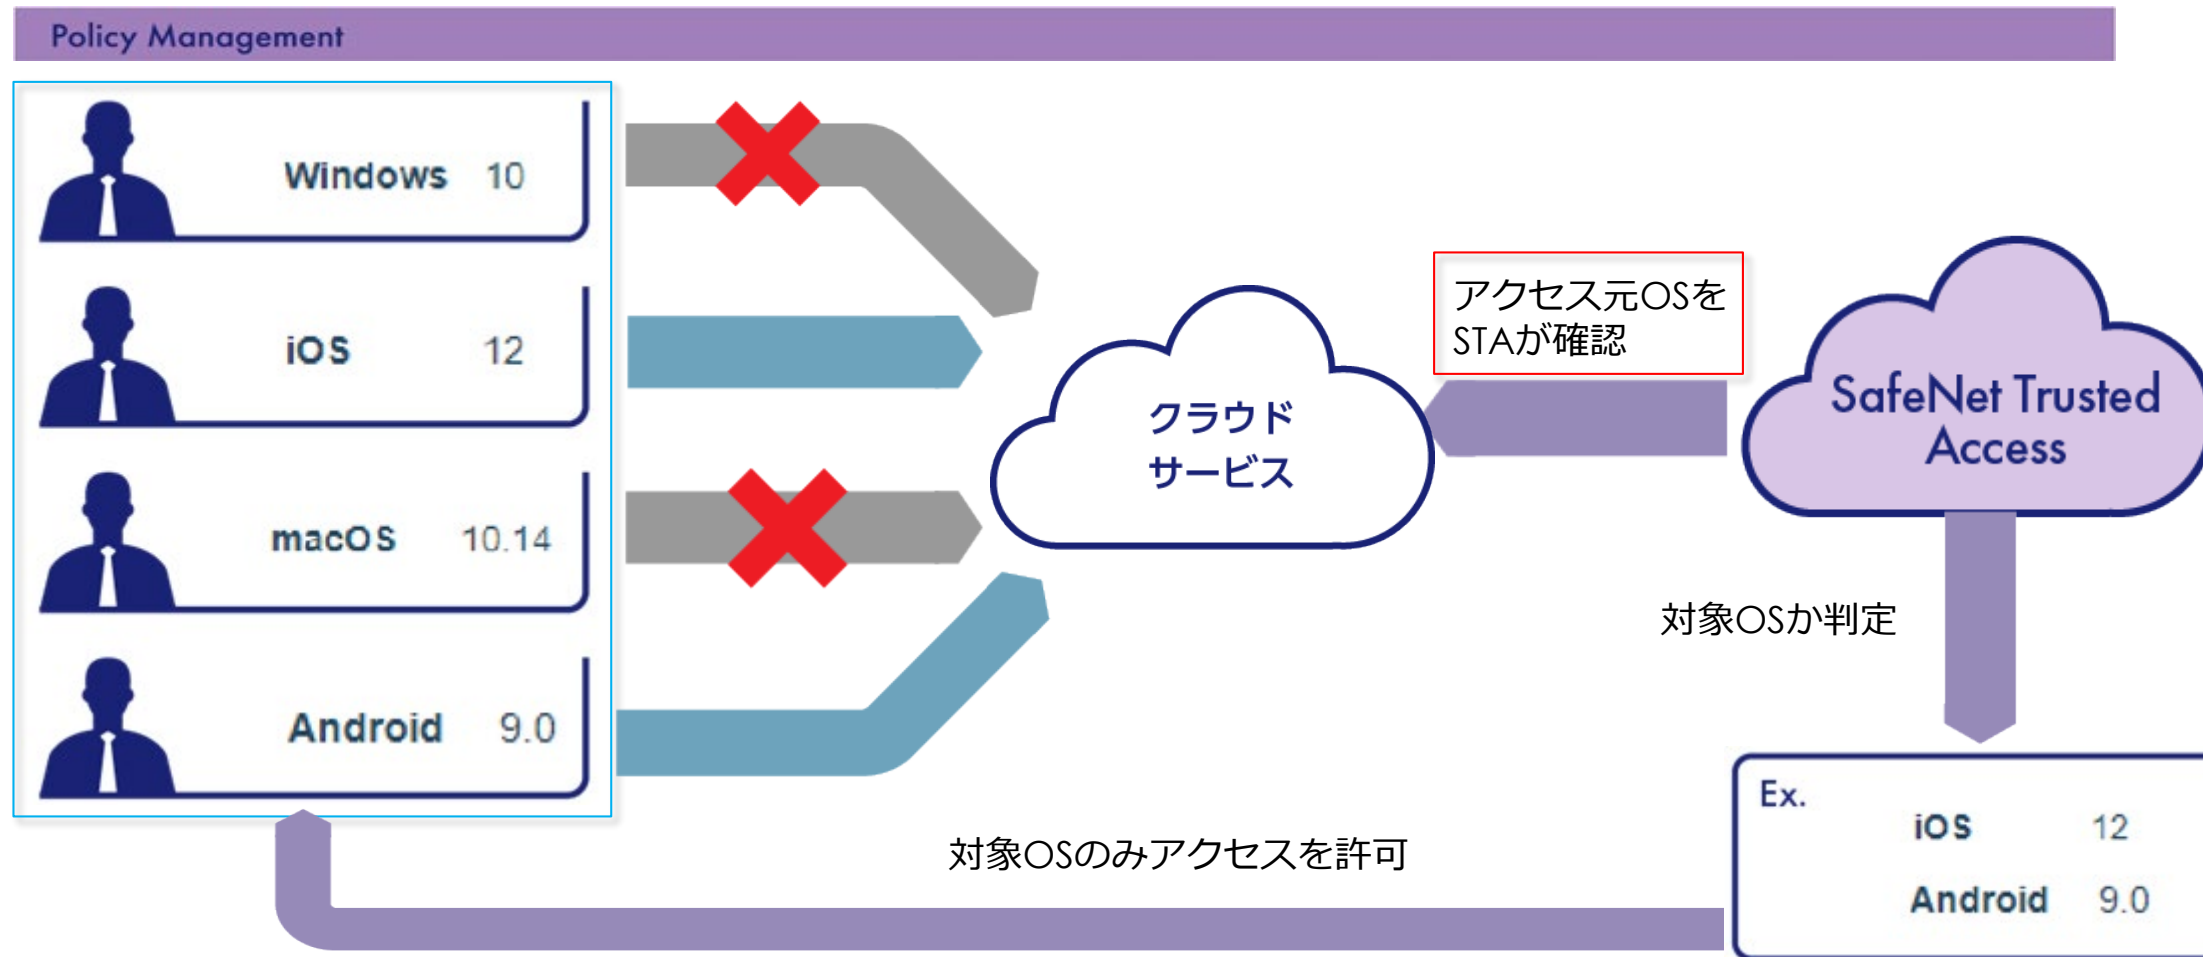 Policy Management
Windows 10
iOS 12
macOS 10.14
Android 9.0
クラウド
サービス
アクセス元OSを
STAが確認
SafeNet Trusted
Access
対象OSか判定
Ex.
iOS 12
Android 9.0
対象OSのみアクセスを許可